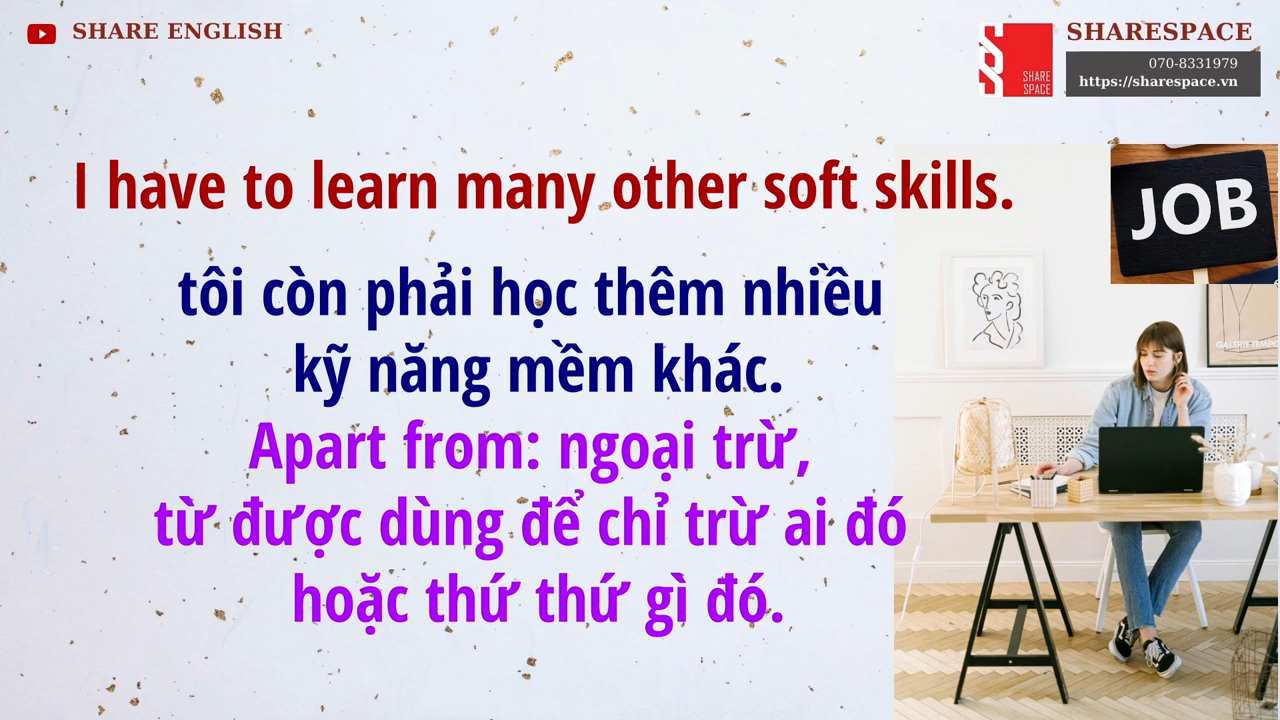 SHARE ENGLISH
SHARESPACE
070-8331979
https://sharespace.vn
SHARE
SPACE
I have to learn many other soft skills.
JOB
tôi còn phải học thêm nhiều
kỹ năng mềm khác.
Apart from: ngoại trừ,
từ được dùng để chỉ trừ ai đó
hoặc thứ thứ gì đó.
GALERIE TEMPO